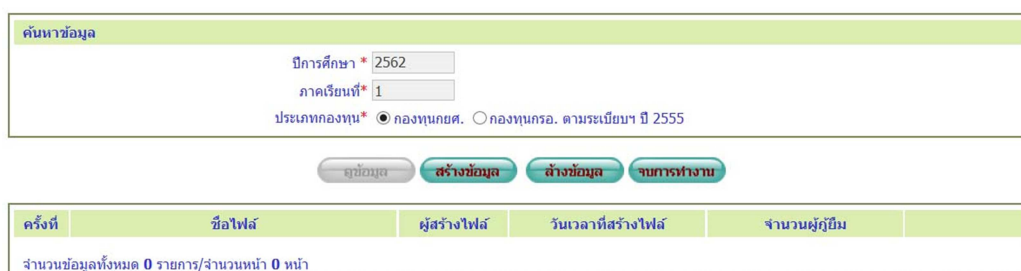 ค้นหาข้อมูล
ปีการศึกษา * 2562
ภาคเรียนที่* 1
ประเภทกองทุน* กองทุนกยศ. กองทุนกรอ. ตามระเบียบฯ ปี 2555
ดูข้อมูล สร้างข้อมูล ล้างข้อมูล จบการทำงาน
ครั้งที่ ชื่อไฟล์ ผู้สร้างไฟล์ วันเวลาที่สร้างไฟล์ จำนวนผู้กู้ยืม
จำนวนข้อมูลทั้งหมด 0 รายการ/จำนวนหน้า 0 หน้า